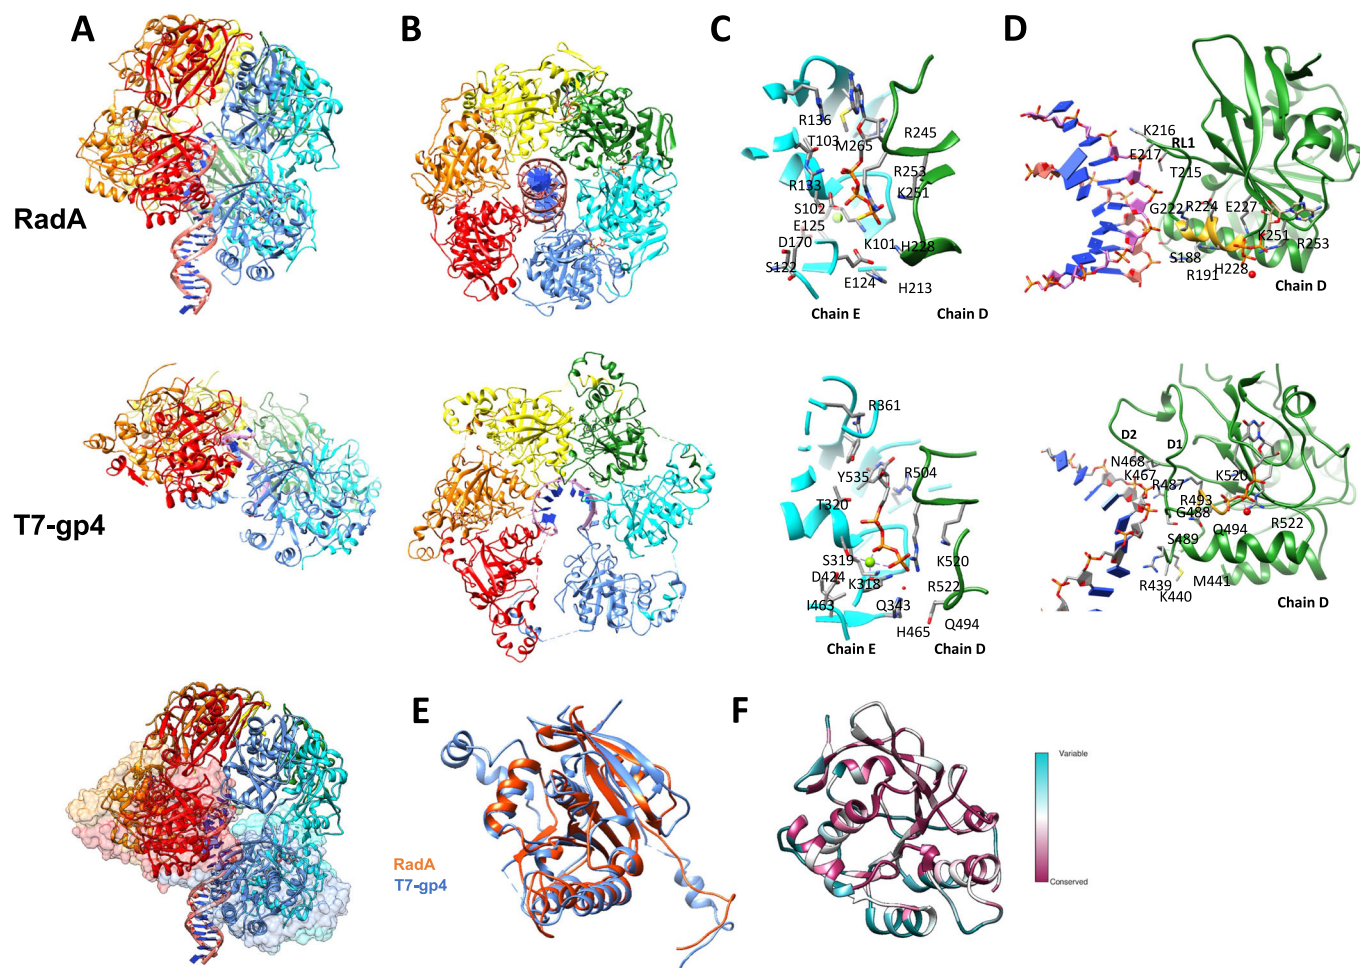 A
B
C
D
RadA
R136
T103
M265
R245
R253
R133
K251
S102
E125
K101
H228
D170
S122
E124
H213
Chain E
Chain D
K216
RL1
E217
T215
G222
R224
E227
K251
R253
S188
H228
R191
Chain D
T7-gp4
R361
Y535
R504
T320
S319
K520
D424
K318
R522
I463
Q343
H465
Q494
Chain E
Chain D
D2
D1
N468
K467
R487
K520
R493
G488
Q494
R522
S489
M441
R439
K440
Chain D
E
F
RadA
T7-gp4
Variable
Conserved